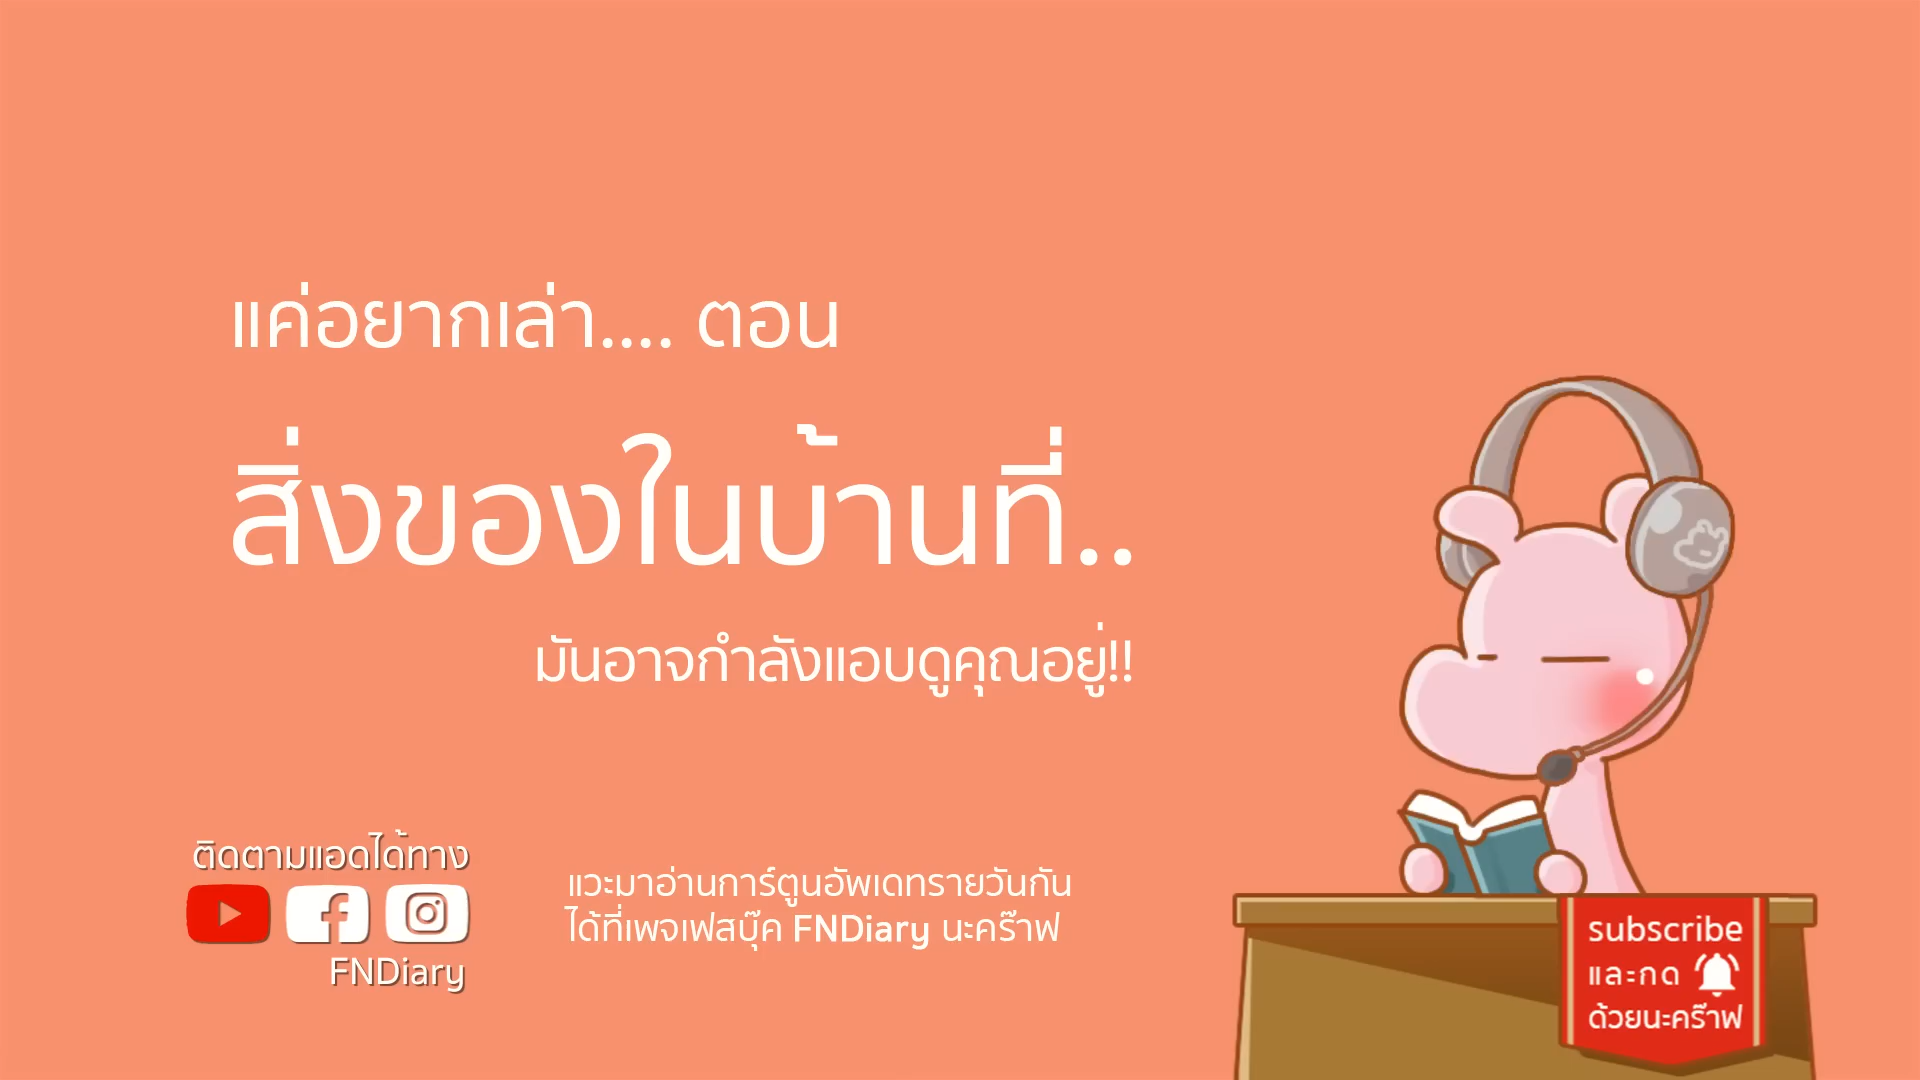 แค่อยากเล่า.... ตอน
สิ่งของในบ้านที่..
มันอาจกำลังแอบดูคุณอยู่!!
ติดตามแอดได้ทาง
FNDiary
แวะมาอ่านการ์ตูนอัพเดทรายวันกัน
ได้ที่เพจเฟสบุ๊ค FNDiary นะคร๊าฟ
subscribe
และกด
ด้วยนะคร๊าฟ